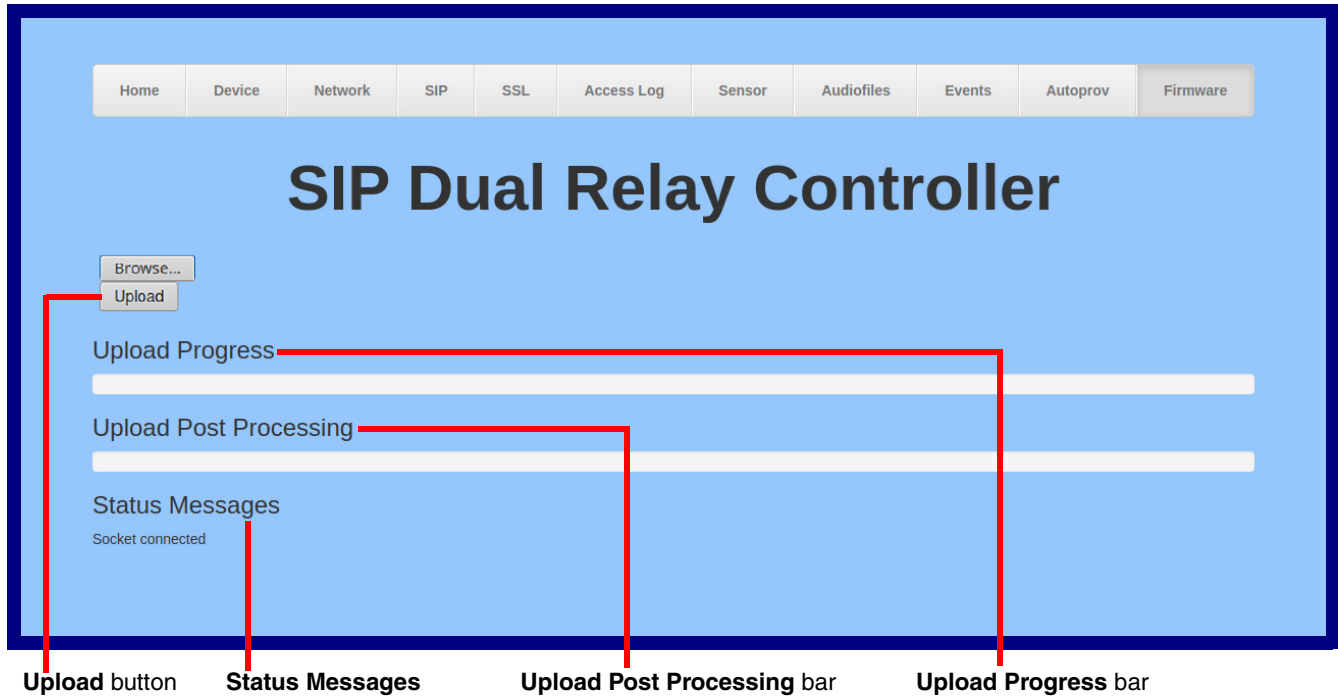 Home Device Network SIP SSL Access Log Sensor Audiofiles Events Autoprov Firmware
SIP Dual Relay Controller
Browse...
Upload
Upload Progress
Upload Post Processing
Status Messages
Socket connected
Upload button Status Messages Upload Post Processing bar Upload Progress bar